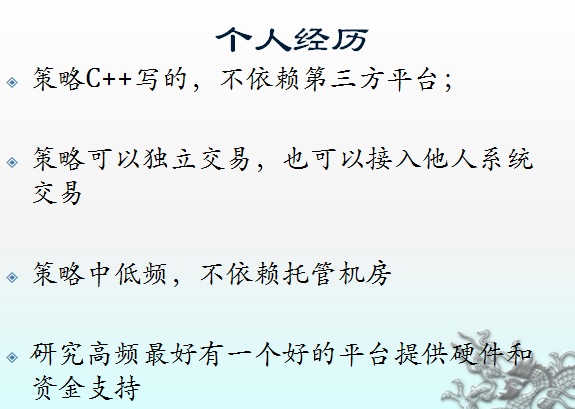 个人经历
策略C++写的，不依赖第三方平台；
策略可以独立交易，也可以接入他人系统
交易
策略中低频，不依赖托管机房
研究高频最好有一个好的平台提供硬件和
资金支持